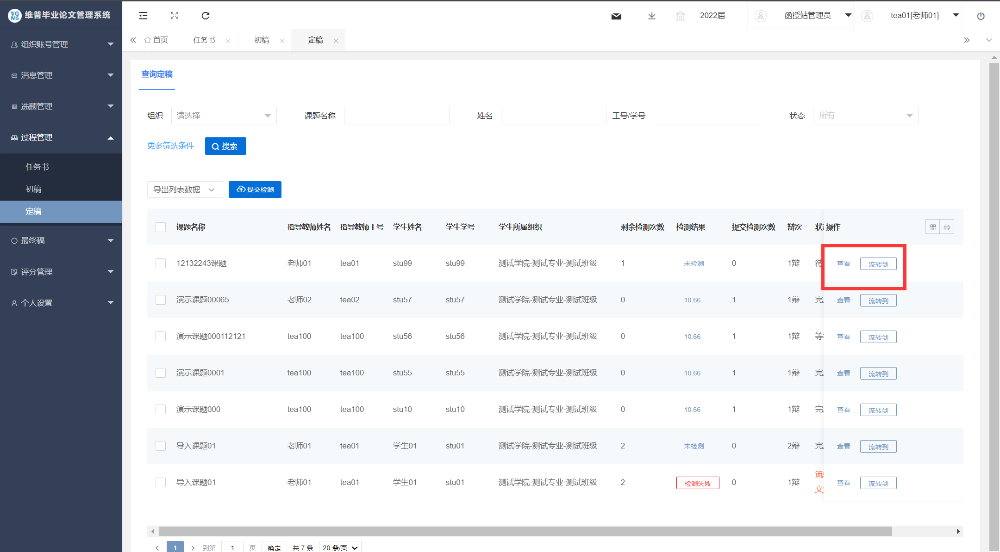 VG MS 维普毕业论文管理系统
2022届
函授站管理员
tea01[老师01]
组织账号管理
消息管理
选题管理
过程管理
任务书
初稿
定稿
最终稿
评分管理
个人设置
首页
任务书
初稿
定稿
查询定稿
组织 请选择 课题名称 姓名 工号/学号 状态 所有
更多筛选条件 搜索
导出列表数据 提交检测
课题名称 指导教师姓名 指导教师工号 学生姓名 学生学号 学生所属组织 剩余检测次数 检测结果 提交检测次数 辩次 状 操作
12132243课题 老师01 tea01 stu99 stu99 测试学院-测试专业-测试班级 1 未检测 0 1辩 待 查看 流转到
演示课题00065 老师02 tea02 stu57 stu57 测试学院-测试专业-测试班级 0 10.66 1 1辩 完 查看 流转到
演示课题000112121 tea100 tea100 stu56 stu56 测试学院-测试专业-测试班级 0 10.66 1 1辩 等 查看 流转到
演示课题0001 tea100 tea100 stu55 stu55 测试学院-测试专业-测试班级 0 10.66 1 1辩 完 查看 流转到
演示课题000 tea100 tea100 stu10 stu10 测试学院-测试专业-测试班级 0 10.66 1 1辩 完 查看 流转到
导入课题01 老师01 tea01 学生01 stu01 测试学院-测试专业-测试班级 2 未检测 0 2辩 完 查看 流转到
导入课题01 老师01 tea01 学生01 stu01 测试学院-测试专业-测试班级 2 检测失败 0 1辩 流 文 查看 流转到
1 到第 1 页 确定 共 7 条 20 条/页